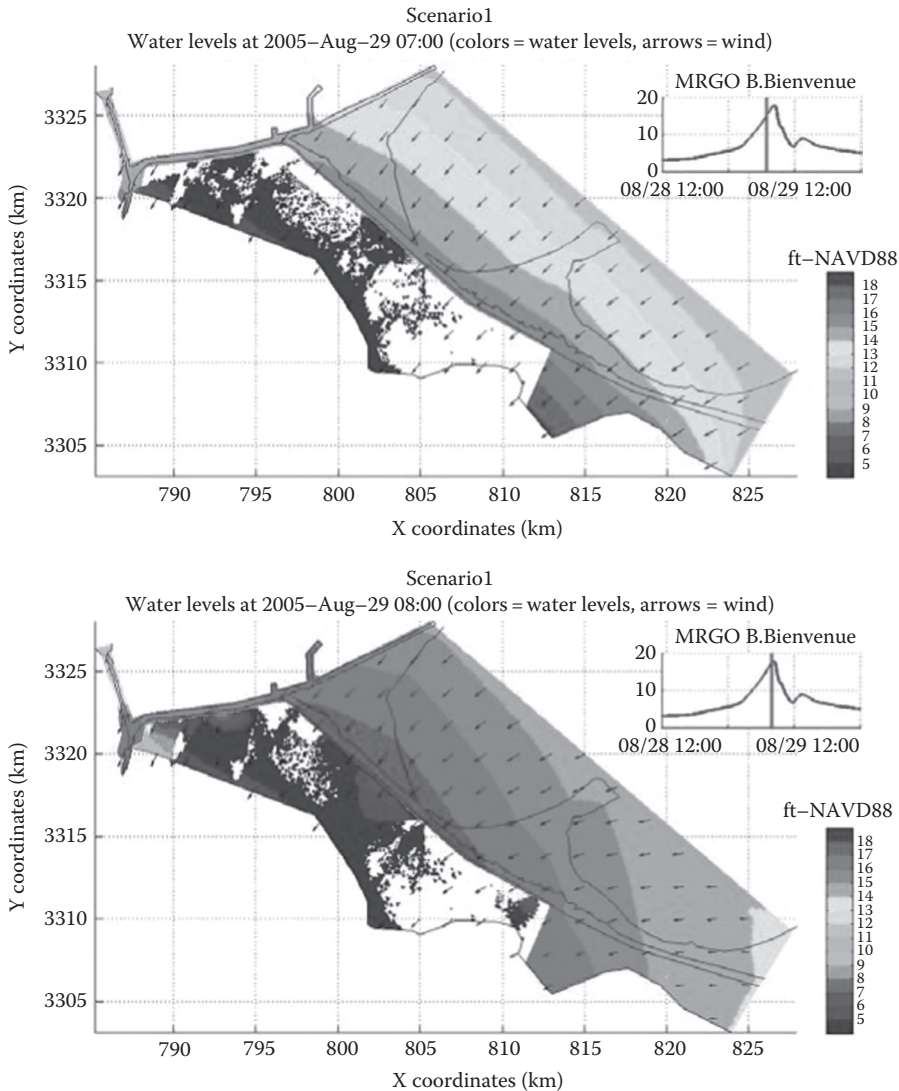 Scenario1
Water levels at 2005–Aug–29 07:00 (colors = water levels, arrows = wind)
MRGO B.Bienvenue
20
10
0
08/28 12:00 08/29 12:00
ft–NAVD88
18
17
16
15
14
13
12
11
10
9
8
7
6
5
Y coordinates (km)
3325
3320
3315
3310
3305
790 795 800 805 810 815 820 825
X coordinates (km)
Scenario1
Water levels at 2005–Aug–29 08:00 (colors = water levels, arrows = wind)
MRGO B.Bienvenue
20
10
0
08/28 12:00 08/29 12:00
ft–NAVD88
18
17
16
15
14
13
12
11
10
9
8
7
6
5
Y coordinates (km)
3325
3320
3315
3310
3305
790 795 800 805 810 815 820 825
X coordinates (km)